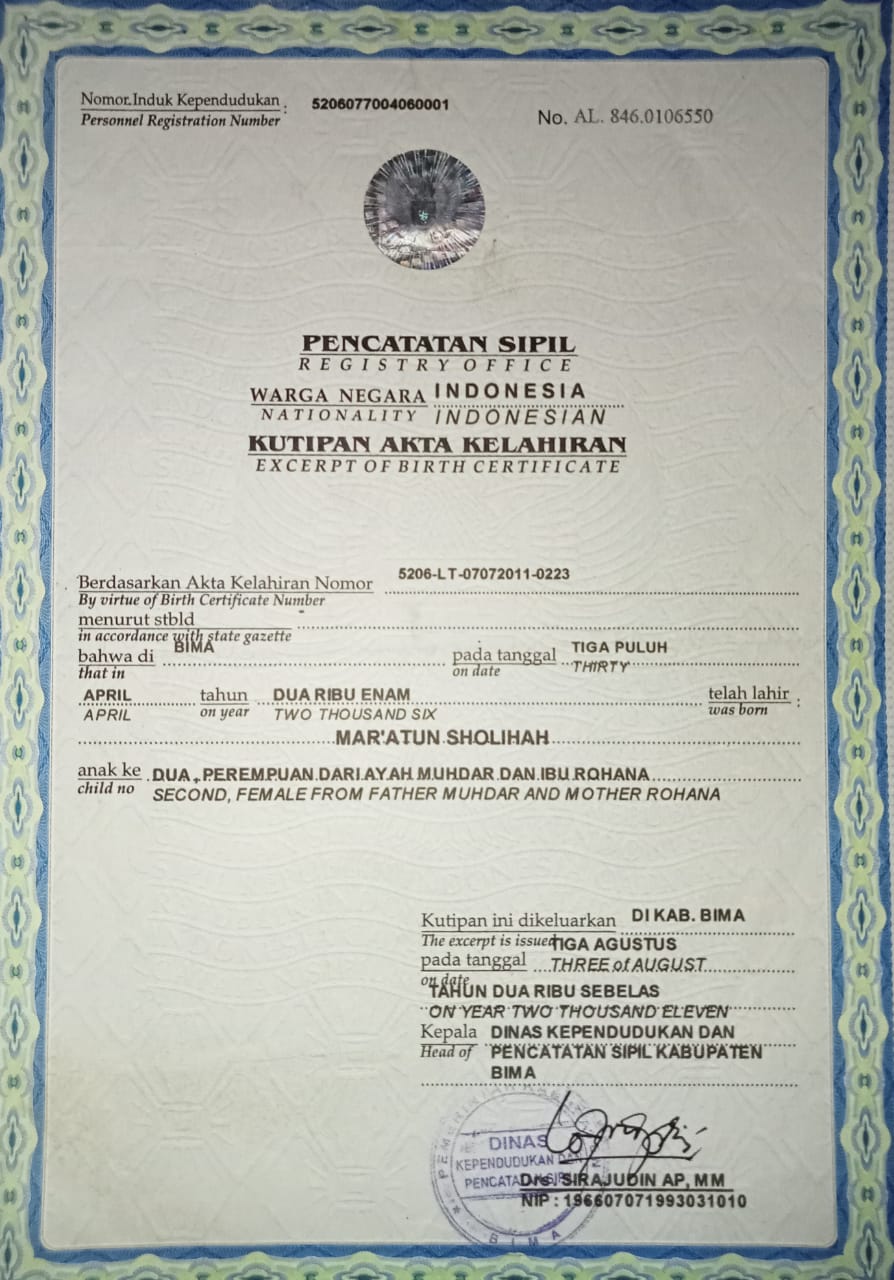 Nomor Induk Kependudukan : 5206077004060001
Personnel Registration Number
No. AL. 846.0106550
PENCATATAN SIPIL
REGISTRY OFFICE
WARGA NEGARA INDONESIA
NATIONALITY INDONESIAN
KUTIPAN AKTA KELAHIRAN
EXCERPT OF BIRTH CERTIFICATE
Berdasarkan Akta Kelahiran Nomor 5206-LT-07072011-0223
By virtue of Birth Certificate Number
menurut stbld -
in accordance with state gazette
bahwa di BIMA pada tanggal TIGA PULUH
that in on date THIRTY
APRIL tahun DUA RIBU ENAM telah lahir :
APRIL on year TWO THOUSAND SIX was born
MAR'ATUN SHOLIHAH
anak ke DUA, PEREMPUAN DARI AYAH MUHDAR DAN IBU ROHANA
child no SECOND, FEMALE FROM FATHER MUHDAR AND MOTHER ROHANA
Kutipan ini dikeluarkan DI KAB. BIMA
The excerpt is issued
pada tanggal TIGA AGUSTUS
on date THREE of AUGUST
TAHUN DUA RIBU SEBELAS
ON YEAR TWO THOUSAND ELEVEN
Kepala DINAS KEPENDUDUKAN DAN
Head of PENCATATAN SIPIL KABUPATEN
BIMA
DINAS
KEPENDUDUKAN DAN
PENCATATAN SIPIL
BIMA
Drs. SIRAJUDIN AP, MM
NIP : 196607071993031010